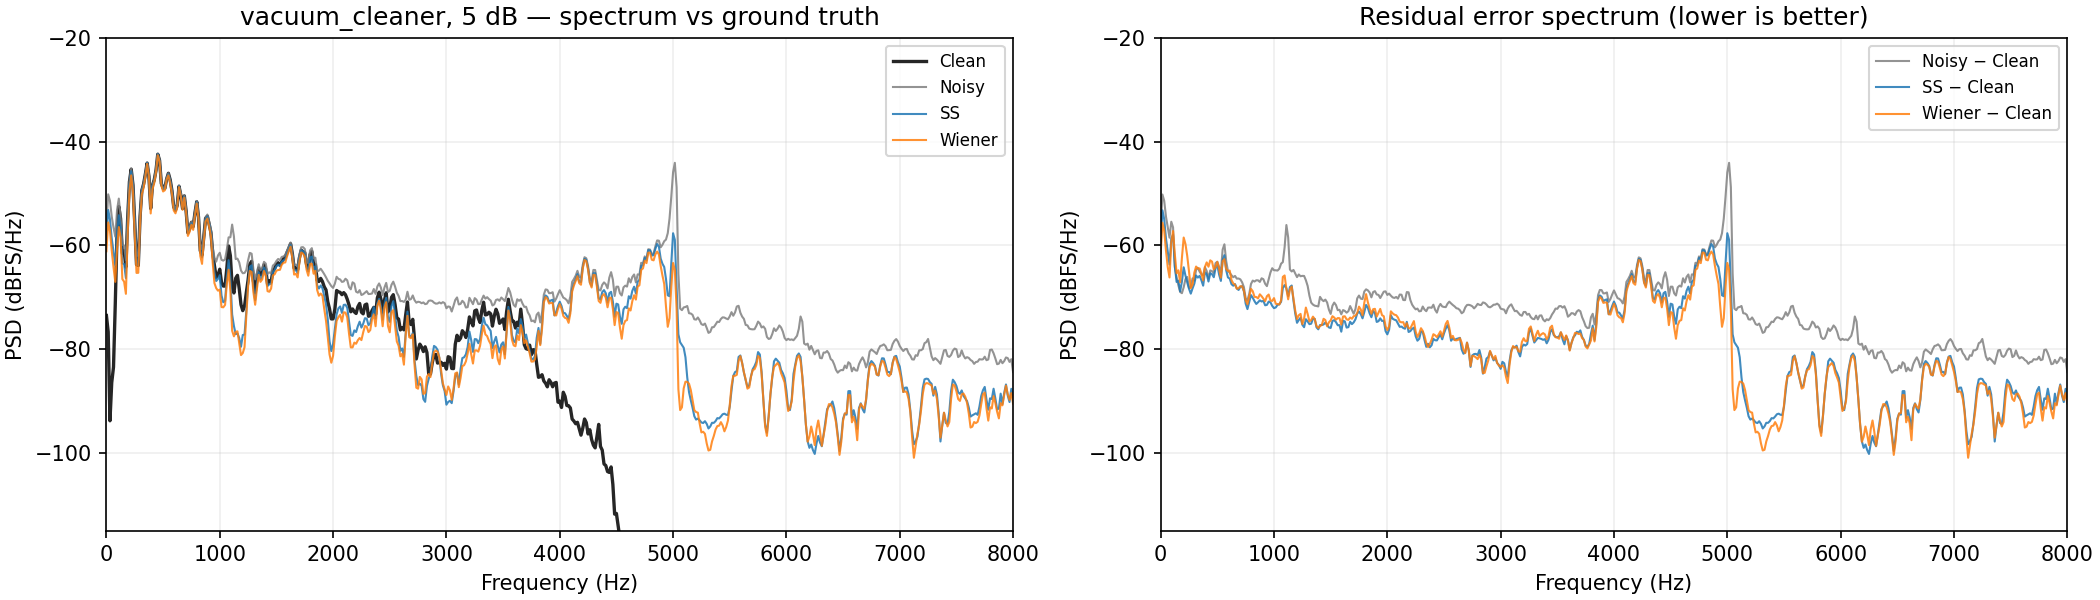 vacuum_cleaner, 5 dB — spectrum vs ground truth
PSD (dBFS/Hz)
−20
−40
−60
−80
−100
Clean
Noisy
SS
Wiener
0 1000 2000 3000 4000 5000 6000 7000 8000
Frequency (Hz)
Residual error spectrum (lower is better)
PSD (dBFS/Hz)
−20
−40
−60
−80
−100
Noisy − Clean
SS − Clean
Wiener − Clean
0 1000 2000 3000 4000 5000 6000 7000 8000
Frequency (Hz)